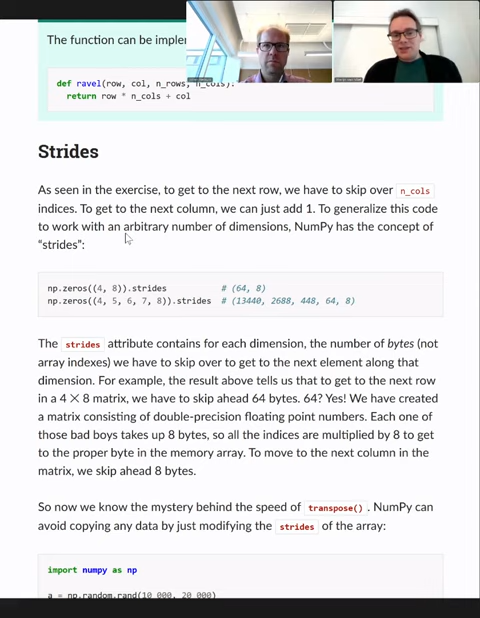 The function can be imple
def ravel(row, col, n_rows, n_cols):
return row * n_cols + col
Strides
As seen in the exercise, to get to the next row, we have to skip over n_cols
indices. To get to the next column, we can just add 1. To generalize this code
to work with an arbitrary number of dimensions, NumPy has the concept of
“strides”:
np.zeros((4, 8)).strides # (64, 8)
np.zeros((4, 5, 6, 7, 8)).strides # (13440, 2688, 448, 64, 8)
The strides attribute contains for each dimension, the number of bytes (not
array indexes) we have to skip over to get to the next element along that
dimension. For example, the result above tells us that to get to the next row
in a 4 × 8 matrix, we have to skip ahead 64 bytes. 64? Yes! We have created
a matrix consisting of double-precision floating point numbers. Each one of
those bad boys takes up 8 bytes, so all the indices are multiplied by 8 to get
to the proper byte in the memory array. To move to the next column in the
matrix, we skip ahead 8 bytes.
So now we know the mystery behind the speed of transpose() . NumPy can
avoid copying any data by just modifying the strides of the array:
import numpy as np
a = np.random.rand(10_000, 20_000)